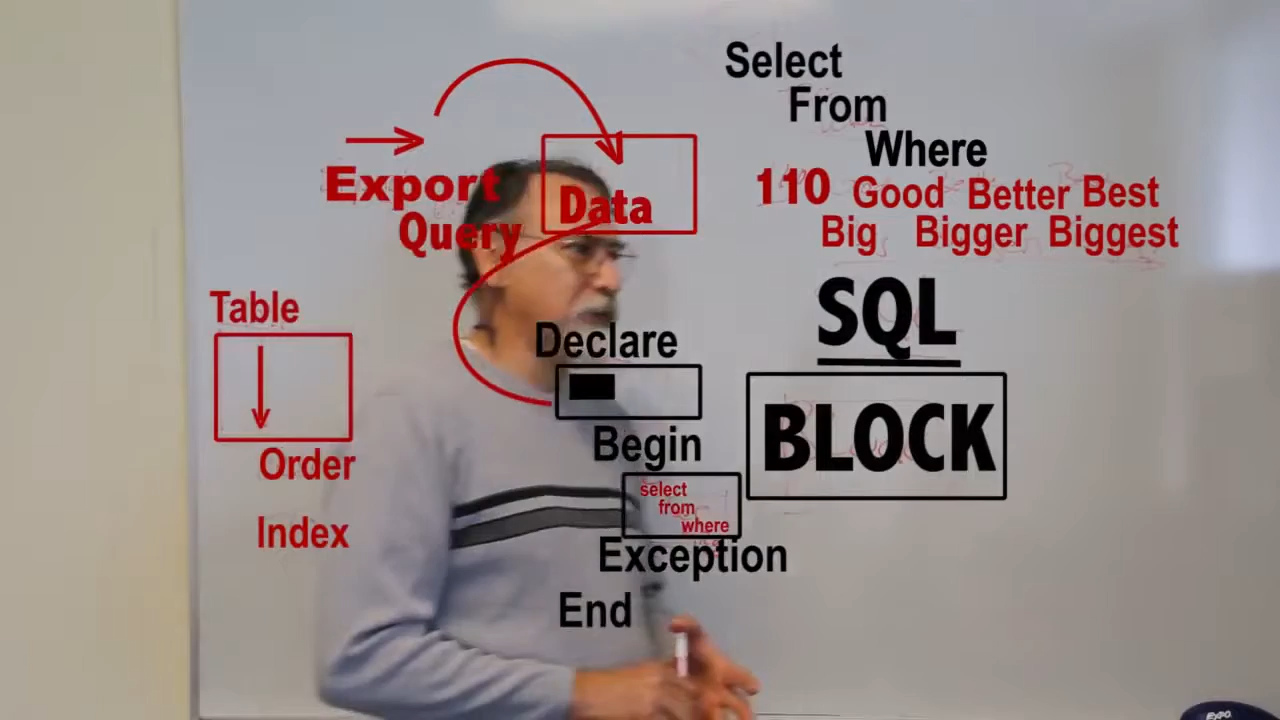 Select
From
Where
Export
Query
Data
110 Good Better Best
Big Bigger Biggest
Table
Order
Index
Declare
Begin
select
from
where
Exception
End
SQL
BLOCK
EXPO